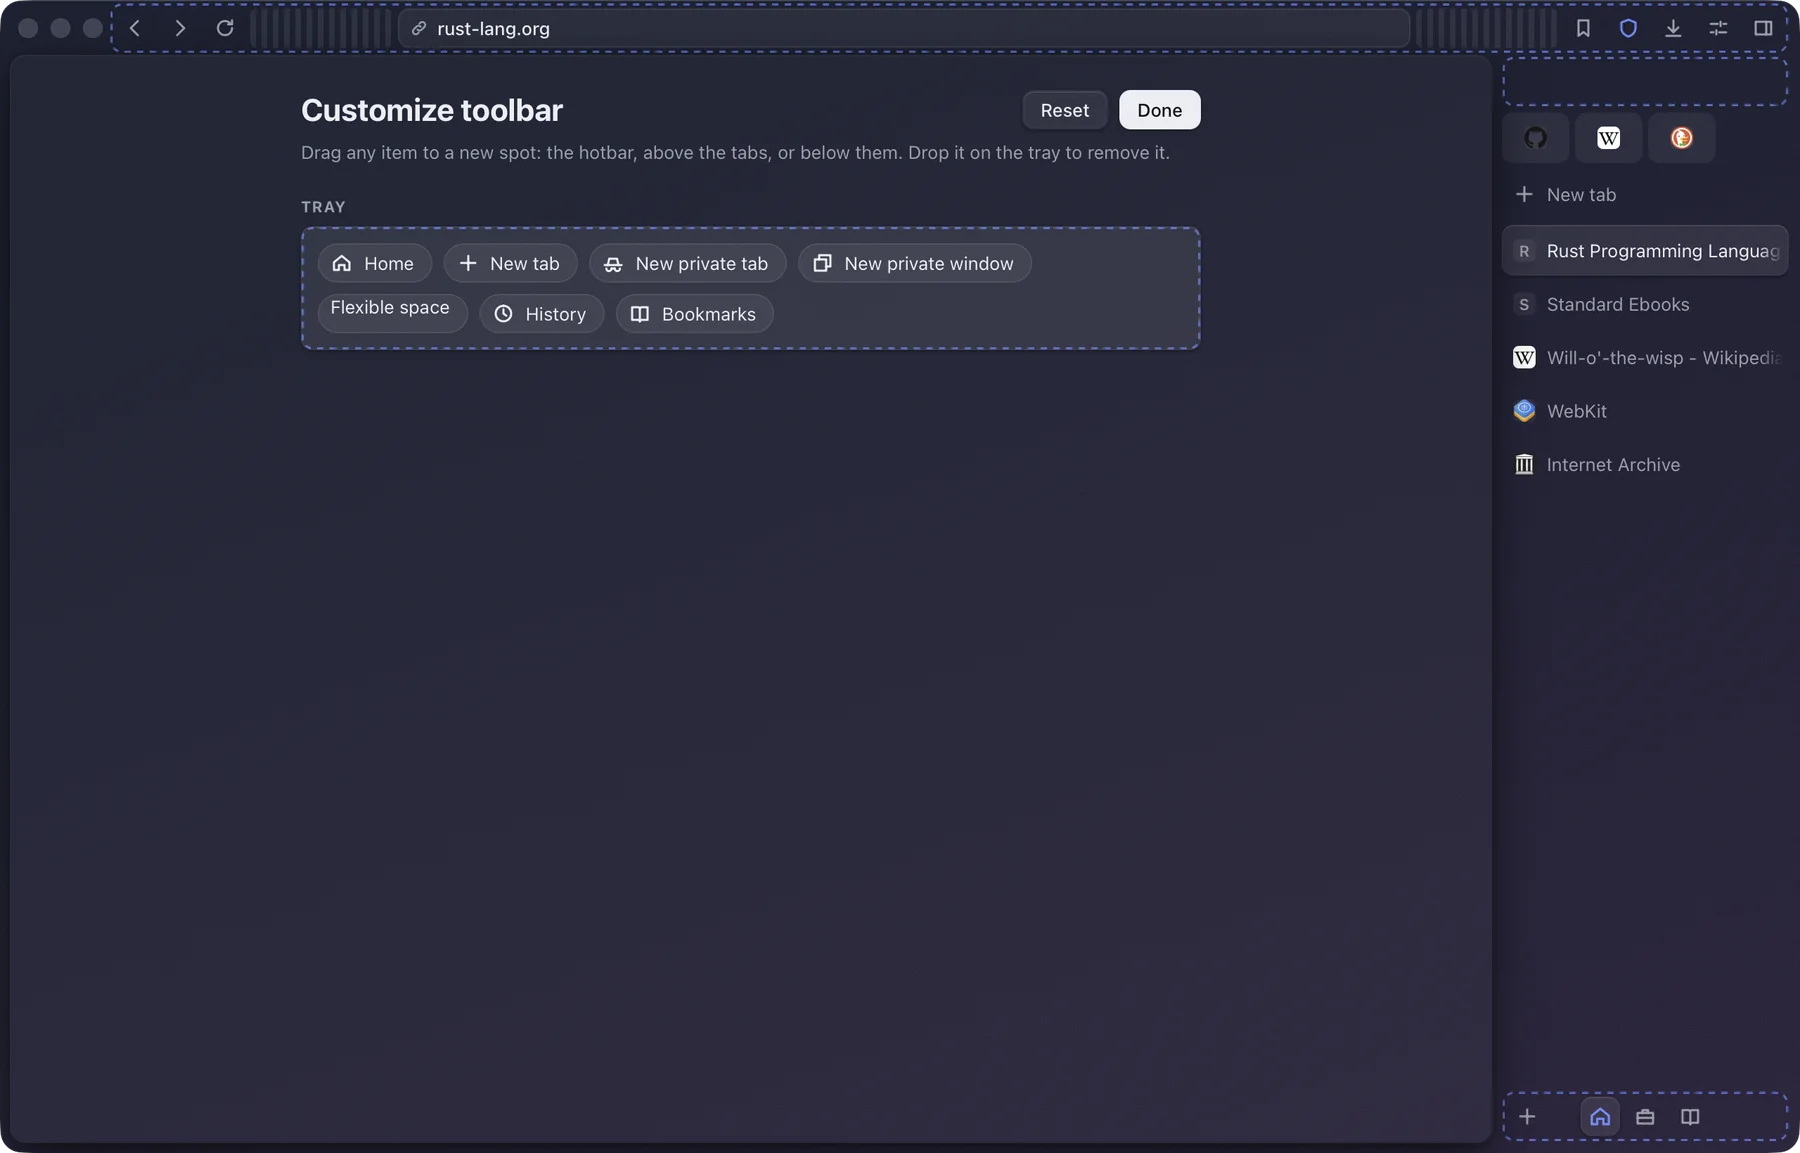 rust-lang.org
Customize toolbar
Reset
Done
Drag any item to a new spot: the hotbar, above the tabs, or below them. Drop it on the tray to remove it.
TRAY
Home
New tab
New private tab
New private window
Flexible space
History
Bookmarks
W
New tab
R Rust Programming Languag
S Standard Ebooks
W Will-o'-the-wisp - Wikipedia
WebKit
Internet Archive